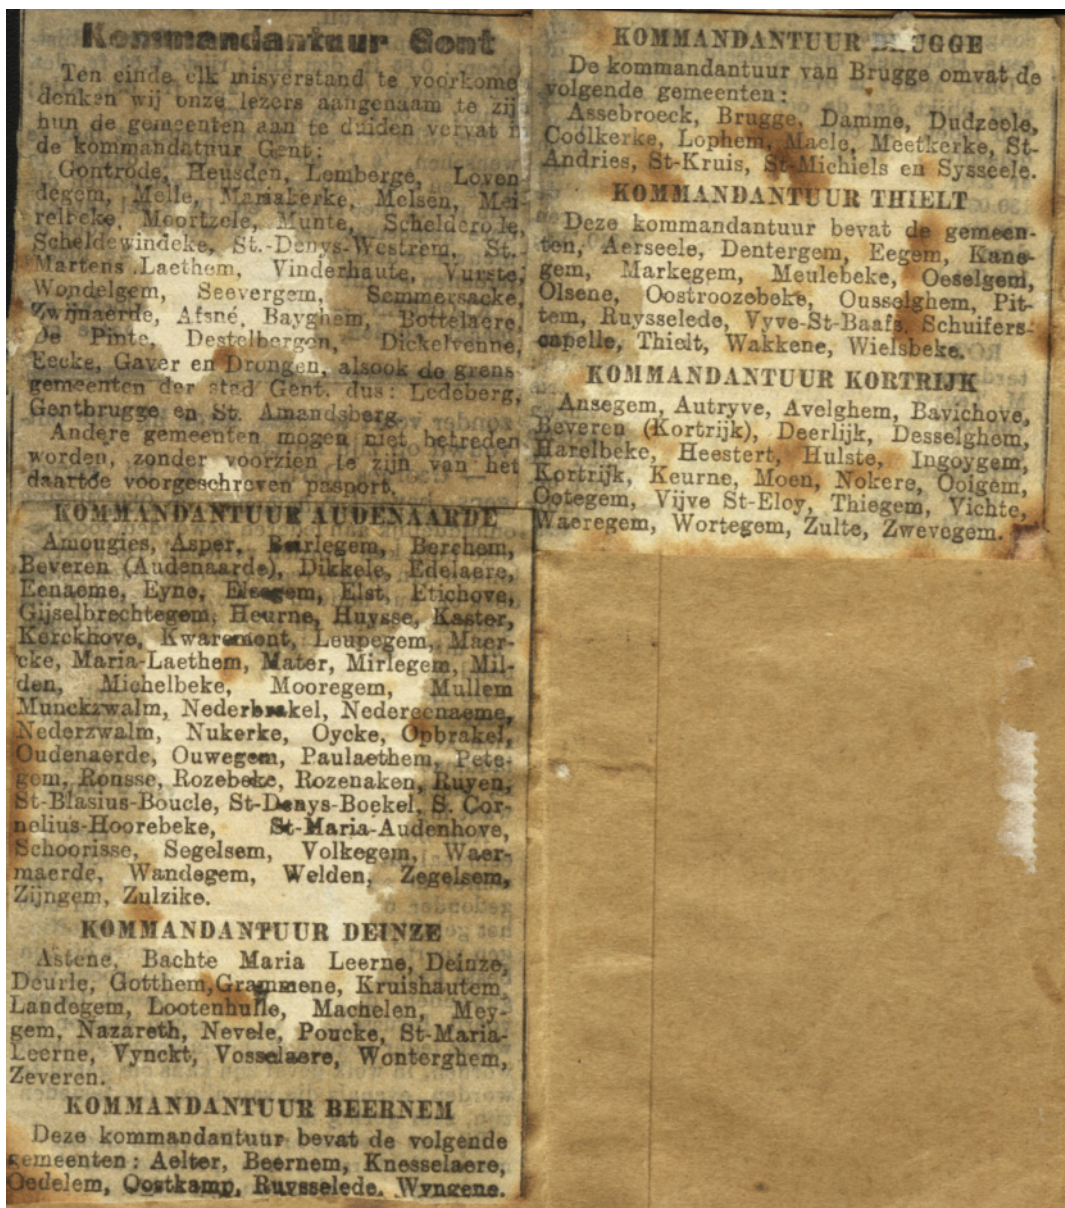 Kommandantuur Gent
Ten einde elk misverstand te voorkome
denken wij onze lezers aangenaam te zij
hun de gemeenten aan te duiden vervat
de kommandatuur Gent:
Gontrode, Heusden, Lemberge, Loven
degem, Melle, Mariakerke, Melsen, Mei
relbeke, Moortzele, Munte, Schelderode,
Scheldewindeke, St.-Denys-Westrem, St.
Martens Laethem, Vinderhaute, Vurste,
Wondelgem, Seevergem, Semmersacke,
Zwijnaerde, Afsné, Bayghem, Bottelaere,
De Pinte, Destelbergen, Dickelvenne,
Eecke, Gaver en Drongen, alsook de grens
gemeenten der stad Gent. dus: Ledeberg,
Gentbrugge en St. Amandsberg.
Andere gemeenten mogen niet betreden
worden, zonder voorzien te zijn van het
daartoe voorgeschreven pasport.
KOMMANDANTUUR AUDENAARDE
Amougies, Asper, Beirlegem, Berchem,
Beveren (Audenaarde), Dikkele, Edelaere,
Eenaeme, Eyne, Elsegem, Elst, Etichove,
Gijselbrechtegem, Heurne, Huysse, Kaster,
Kerckhove, Kwaremont, Leupegem, Maer-
cke, Maria-Laethem, Mater, Mirlegem, Mil-
den, Michelbeke, Mooregem, Mullem
Munckzwalm, Nederbrakel, Nedereenaeme,
Nederzwalm, Nukerke, Oycke, Opbrakel,
Oudenaerde, Ouwegem, Paulaethem, Pete-
gem, Ronsse, Rozebeke, Rozenaken, Ruyen,
St-Blasius-Boucle, St-Denys-Boekel, S. Cor-
nelius-Hoorebeke, St-Maria-Audenhove,
Schoorisse, Segelsem, Volkegem, Waer-
maerde, Wandegem, Welden, Zegelsem,
Zijngem, Zulzike.
KOMMANDANTUUR DEINZE
Astene, Bachte Maria Leerne, Deinze,
Deurle, Gotthem, Grammene, Kruishautem
Landegem, Lootenhulle, Machelen, Mey-
gem, Nazareth, Nevele, Poucke, St-Maria-
Leerne, Vynckt, Vosselaere, Wonterghem,
Zeveren.
KOMMANDANTUUR BEERNEM
Deze kommandantuur bevat de volgende
gemeenten: Aelter, Beernem, Knesselaere,
Oedelem, Oostkamp, Ruysselede, Wyngene.
KOMMANDANTUUR BRUGGE
De kommandantuur van Brugge omvat de
volgende gemeenten:
Assebroeck, Brugge, Damme, Dudzeele,
Coolkerke, Lophem, Maele, Meetkerke, St-
Andries, St-Kruis, St-Michiels en Sysseele.
KOMMANDANTUUR THIELT
Deze kommandantuur bevat de gemeen-
ten, Aerseele, Dentergem, Eegem, Kane-
gem, Markegem, Meulebeke, Oeselgem,
Olsene, Oostroozebeke, Ousselghem, Pit-
tem, Ruysselede, Vyve-St-Baafs, Schuifers-
capelle, Thielt, Wakkene, Wielsbeke.
KOMMANDANTUUR KORTRIJK
Ansegem, Autryve, Avelghem, Bavichove,
Beveren (Kortrijk), Deerlijk, Desselghem,
Harelbeke, Heestert, Hulste, Ingoygem,
Kortrijk, Keurne, Moen, Nokere, Ooigem,
Ootegem, Vijve St-Eloy, Thiegem, Vichte,
Waeregem, Wortegem, Zulte, Zwevegem.